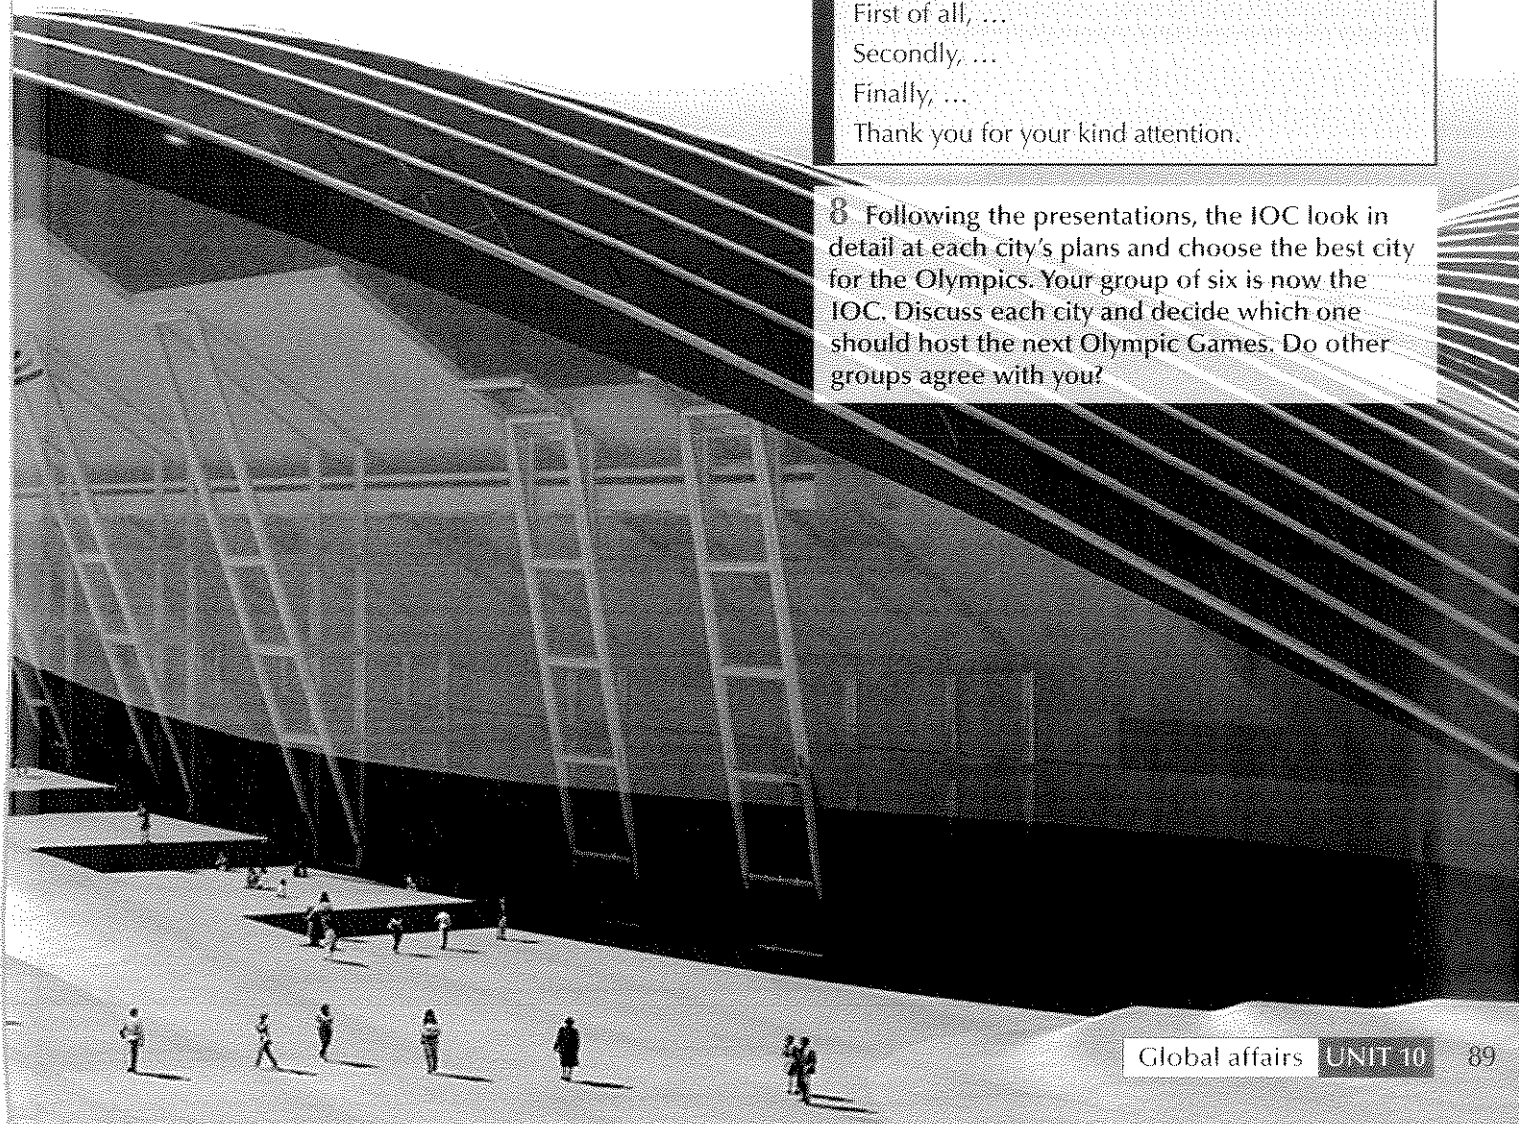 First of all, …
Secondly, …
Finally, …
Thank you for your kind attention.
8 Following the presentations, the IOC look in
detail at each city's plans and choose the best city
for the Olympics. Your group of six is now the
IOC. Discuss each city and decide which one
should host the next Olympic Games. Do other
groups agree with you?
Global affairs UNIT 10 89